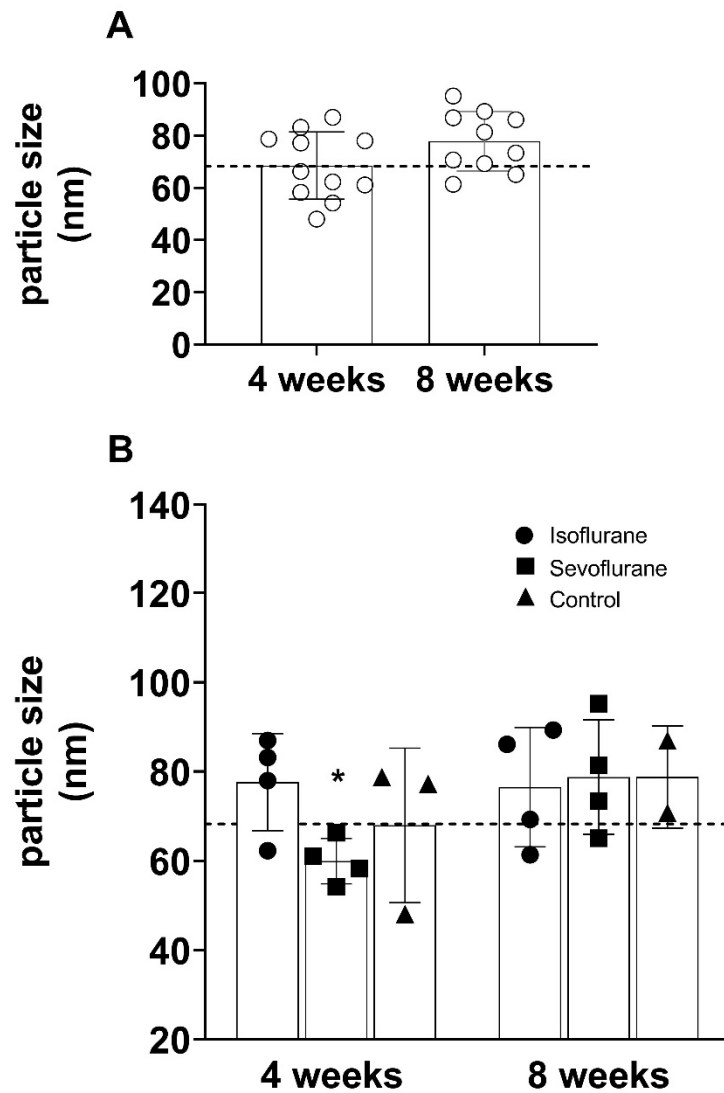 A
particle size
(nm)
100
80
60
40
20
0
4 weeks
8 weeks
B
particle size
(nm)
140
120
100
80
60
40
20
Isoflurane
Sevoflurane
Control
*
4 weeks
8 weeks